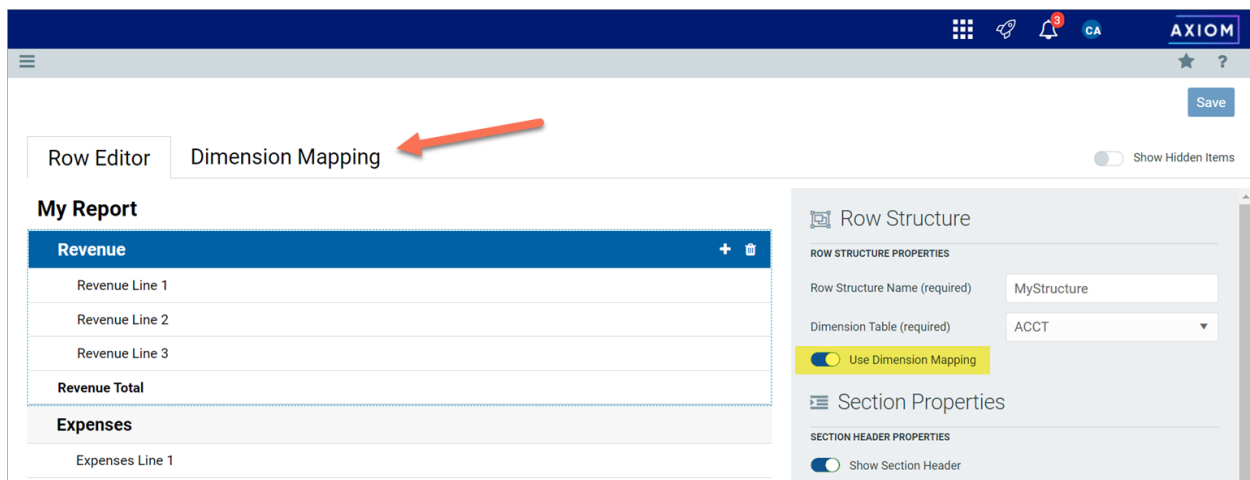 3
CA
AXIOM
?
Save
Row Editor
Dimension Mapping
Show Hidden Items
My Report
Revenue
Revenue Line 1
Revenue Line 2
Revenue Line 3
Revenue Total
Expenses
Expenses Line 1
Row Structure
ROW STRUCTURE PROPERTIES
Row Structure Name (required) MyStructure
Dimension Table (required) ACCT
Use Dimension Mapping
Section Properties
SECTION HEADER PROPERTIES
Show Section Header